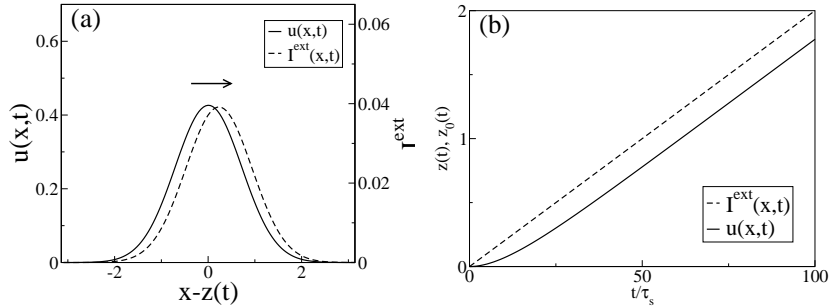 (a)
u(x,t)
I^ext(x,t)
0.6
0.4
0.2
0
u(x,t)
0.06
0.04
0.02
0
I^ext
-2
0
2
x-z(t)
(b)
2
1
0
z(t), z_0(t)
I^ext(x,t)
u(x,t)
0
50
100
t/τ_s